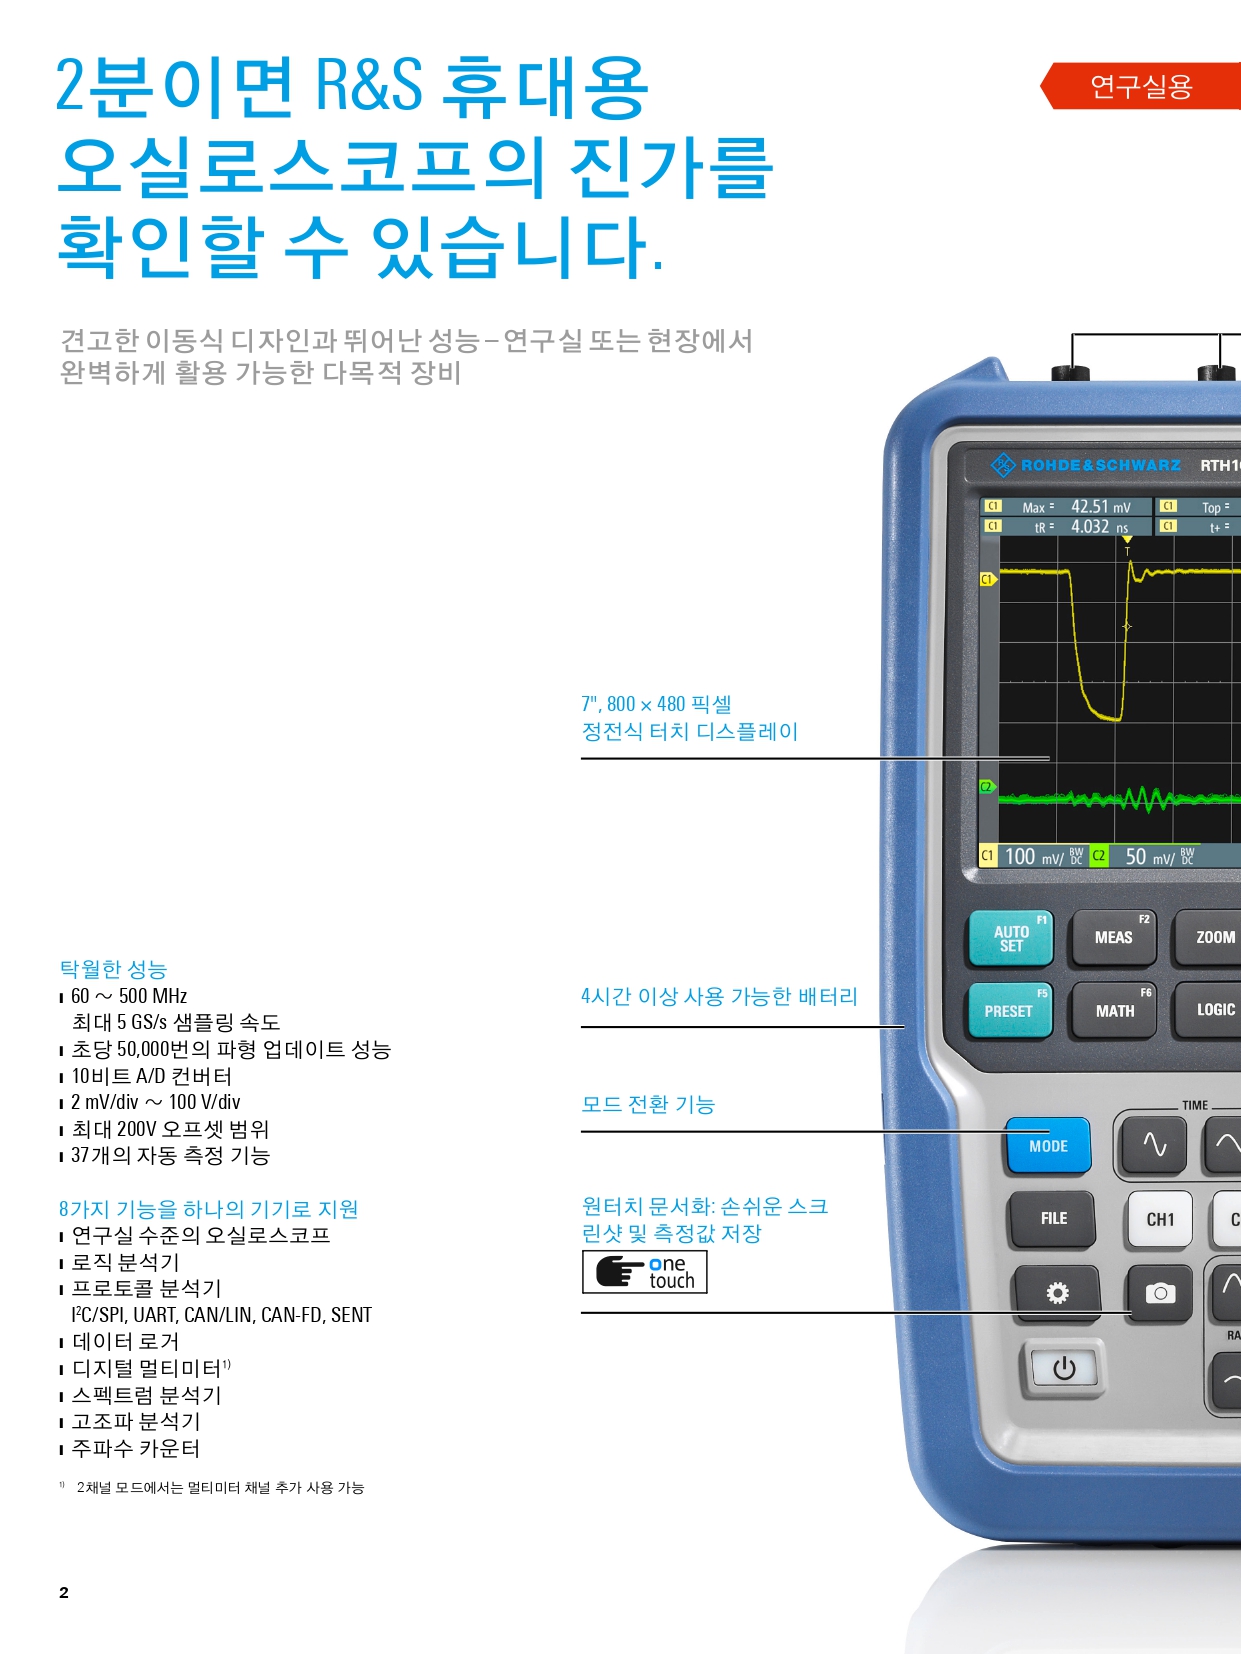 2분이면 R&S 휴대용
오실로스코프의 진가를
확인할 수 있습니다.
연구실용
견고한 이동식 디자인과 뛰어난 성능 – 연구실 또는 현장에서
완벽하게 활용 가능한 다목적 장비
ROHDE & SCHWARZ RTH1
C1 Max = 42.51 mV C1 Top =
C1 tR = 4.032 ns C1 t+ =
T
C1
C2
C1 100 mV/ BW DC C2 50 mV/ BW DC
7", 800 × 480 픽셀
정전식 터치 디스플레이
F1 AUTO SET
F2 MEAS
ZOOM
F5 PRESET
F6 MATH
LOGIC
4시간 이상 사용 가능한 배터리
모드 전환 기능
TIME
MODE
FILE
CH1
C
RA
원터치 문서화: 손쉬운 스크
린샷 및 측정값 저장
one
touch
탁월한 성능
60 ~ 500 MHz
최대 5 GS/s 샘플링 속도
초당 50,000번의 파형 업데이트 성능
10비트 A/D 컨버터
2 mV/div ~ 100 V/div
최대 200V 오프셋 범위
37개의 자동 측정 기능
8가지 기능을 하나의 기기로 지원
연구실 수준의 오실로스코프
로직 분석기
프로토콜 분석기
I²C/SPI, UART, CAN/LIN, CAN-FD, SENT
데이터 로거
디지털 멀티미터¹⁾
스펙트럼 분석기
고조파 분석기
주파수 카운터
¹⁾ 2채널 모드에서는 멀티미터 채널 추가 사용 가능
2